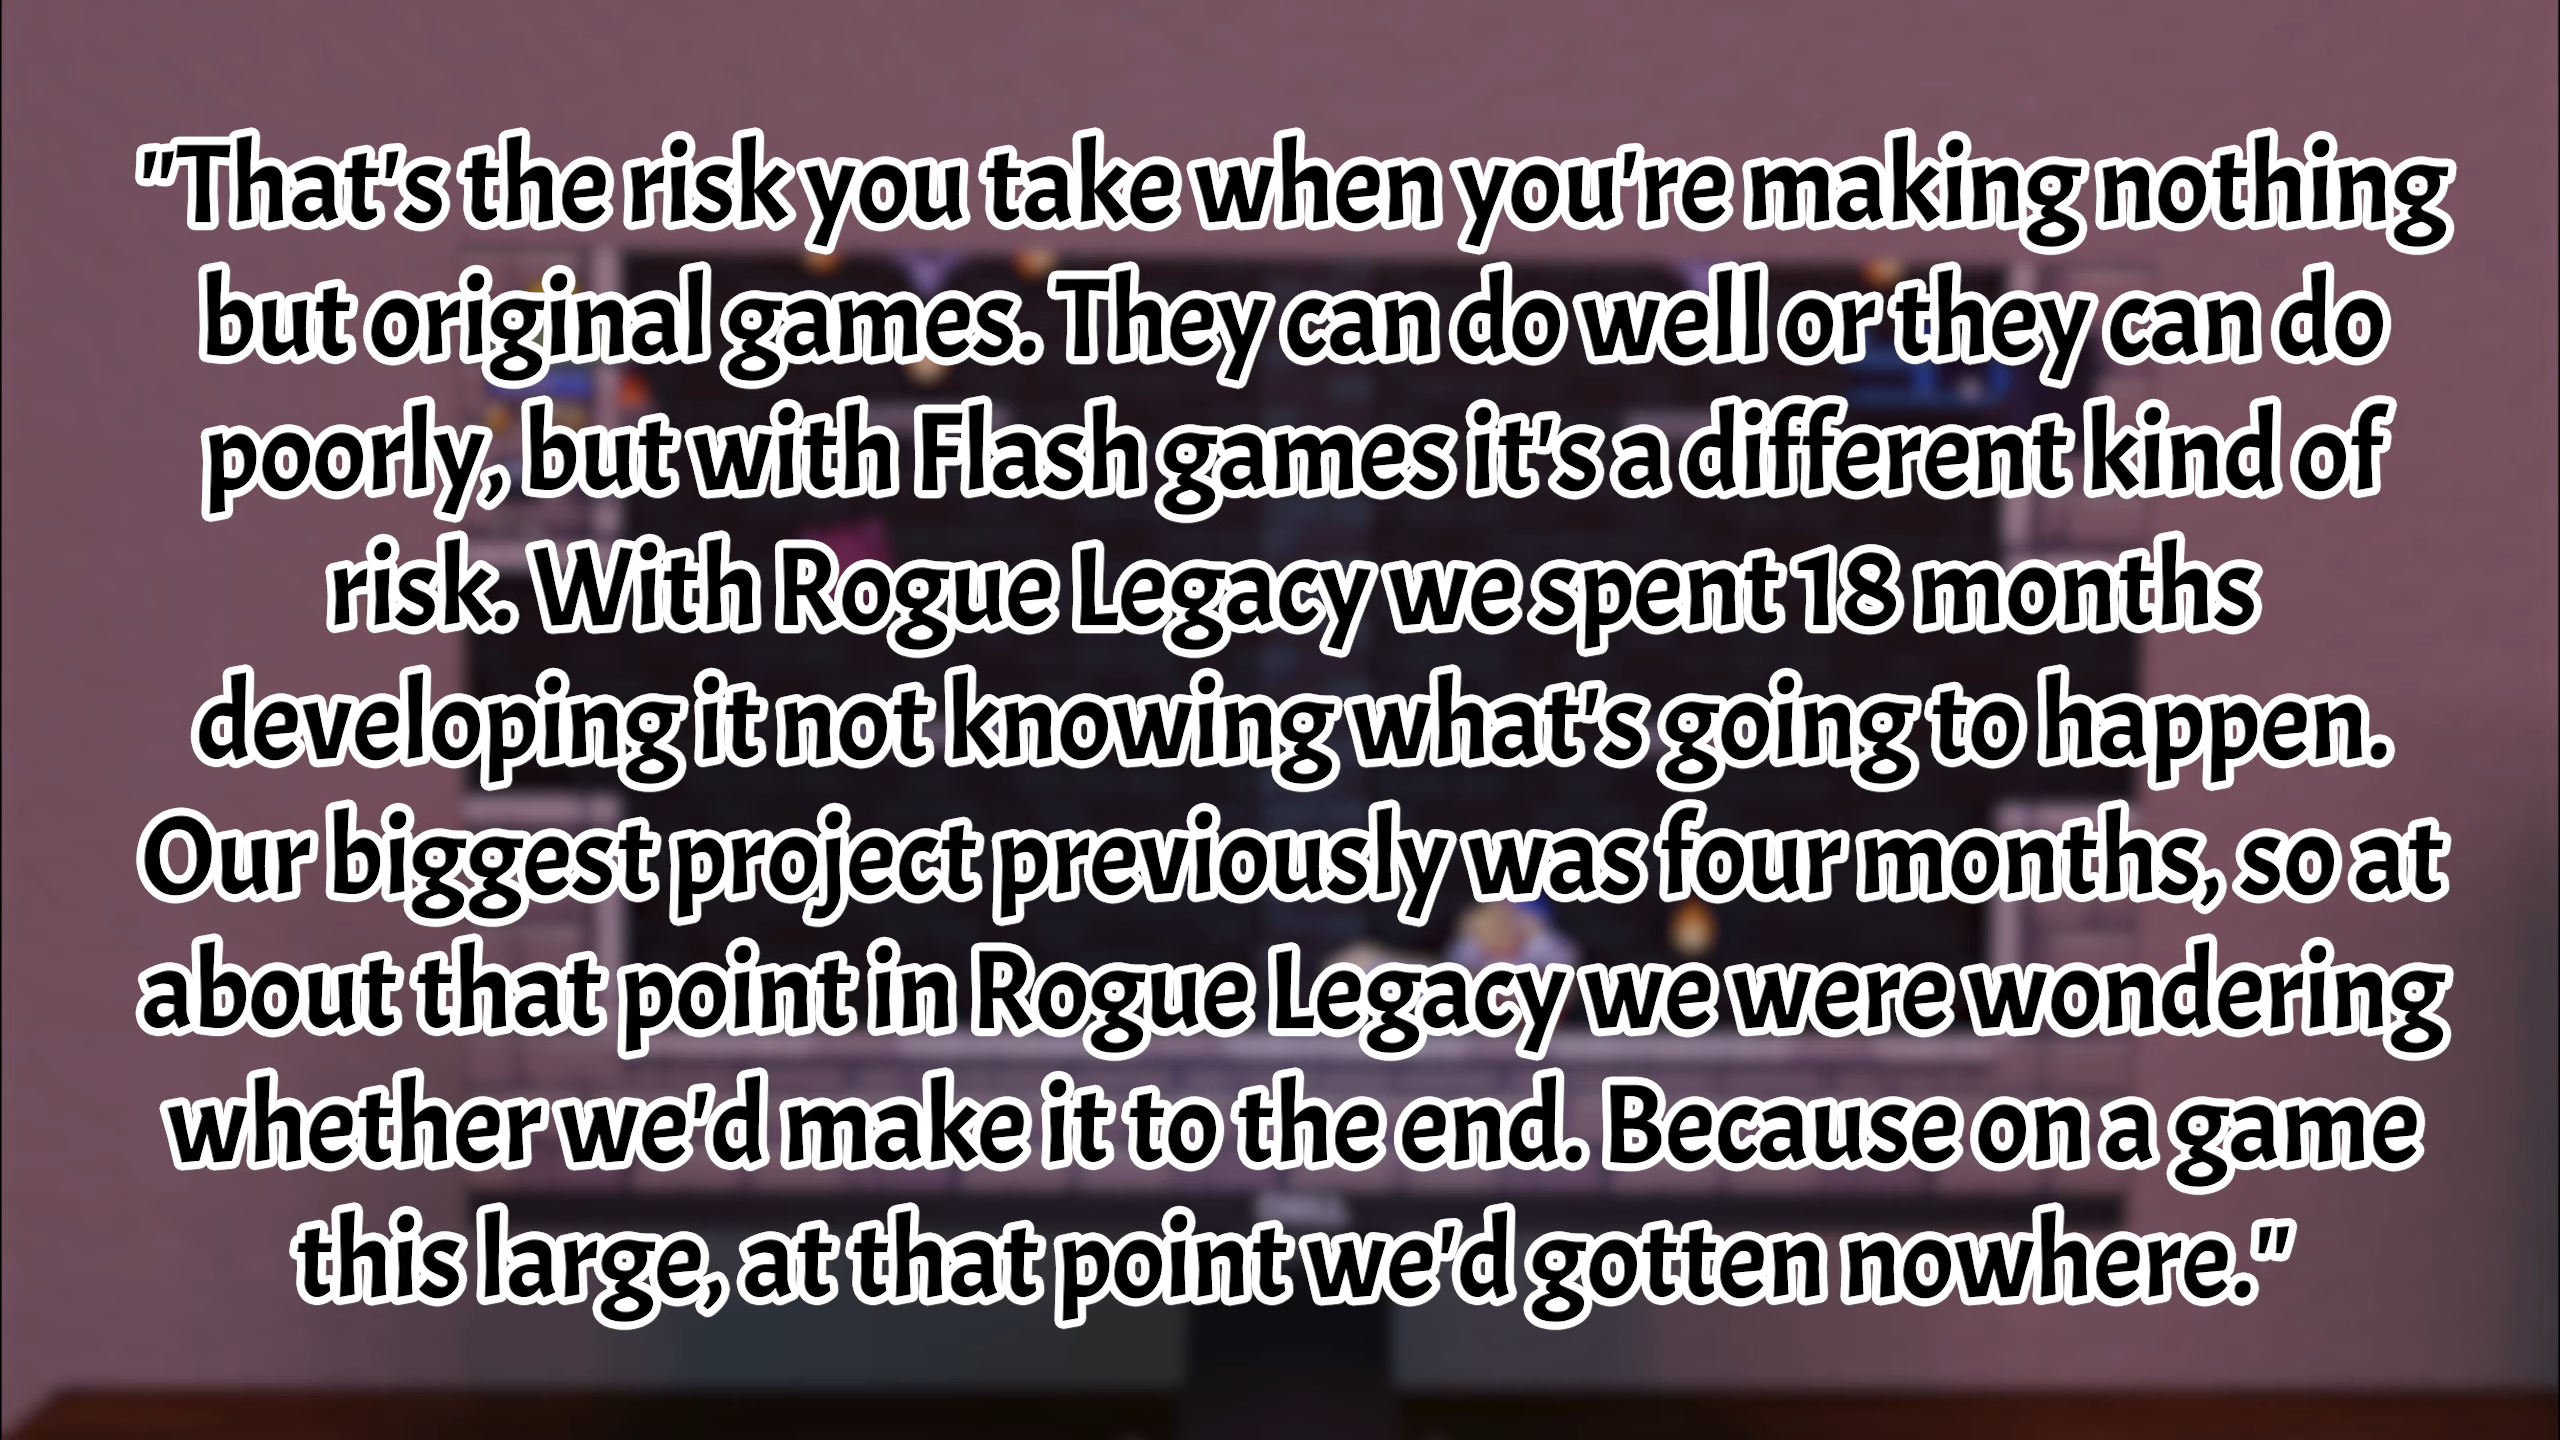 "That's the risk you take when you're making nothing
but original games. They can do well or they can do
poorly, but with Flash games it's a different kind of
risk. With Rogue Legacy we spent 18 months
developing it not knowing what's going to happen.
Our biggest project previously was four months, so at
about that point in Rogue Legacy we were wondering
whether we'd make it to the end. Because on a game
this large, at that point we'd gotten nowhere."
DELL